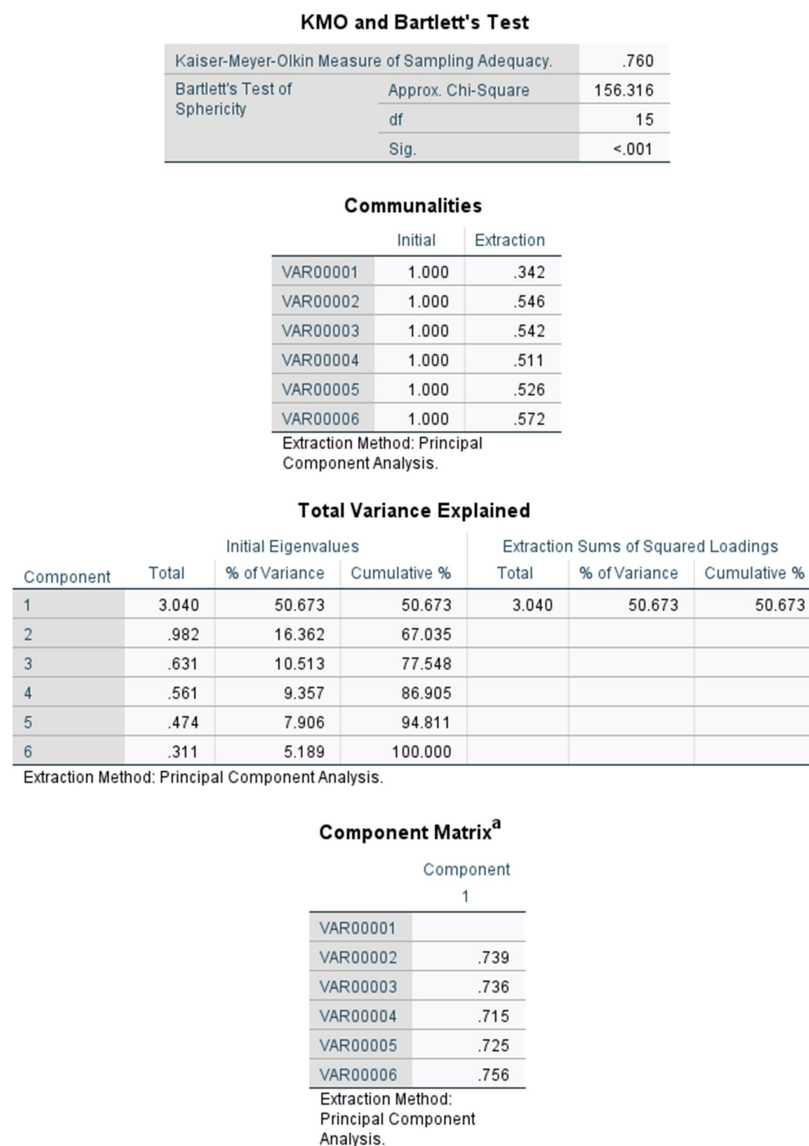 KMO and Bartlett's Test
Kaiser-Meyer-Olkin Measure of Sampling Adequacy. .760
Bartlett's Test of Sphericity Approx. Chi-Square 156.316
df 15
Sig. <.001
Communalities
Initial Extraction
VAR00001 1.000 .342
VAR00002 1.000 .546
VAR00003 1.000 .542
VAR00004 1.000 .511
VAR00005 1.000 .526
VAR00006 1.000 .572
Extraction Method: Principal
Component Analysis.
Total Variance Explained
Initial Eigenvalues Extraction Sums of Squared Loadings
Component Total % of Variance Cumulative % Total % of Variance Cumulative %
1 3.040 50.673 50.673 3.040 50.673 50.673
2 .982 16.362 67.035
3 .631 10.513 77.548
4 .561 9.357 86.905
5 .474 7.906 94.811
6 .311 5.189 100.000
Extraction Method: Principal Component Analysis.
Component Matrixa
Component
1
VAR00001
VAR00002 .739
VAR00003 .736
VAR00004 .715
VAR00005 .725
VAR00006 .756
Extraction Method:
Principal Component
Analysis.